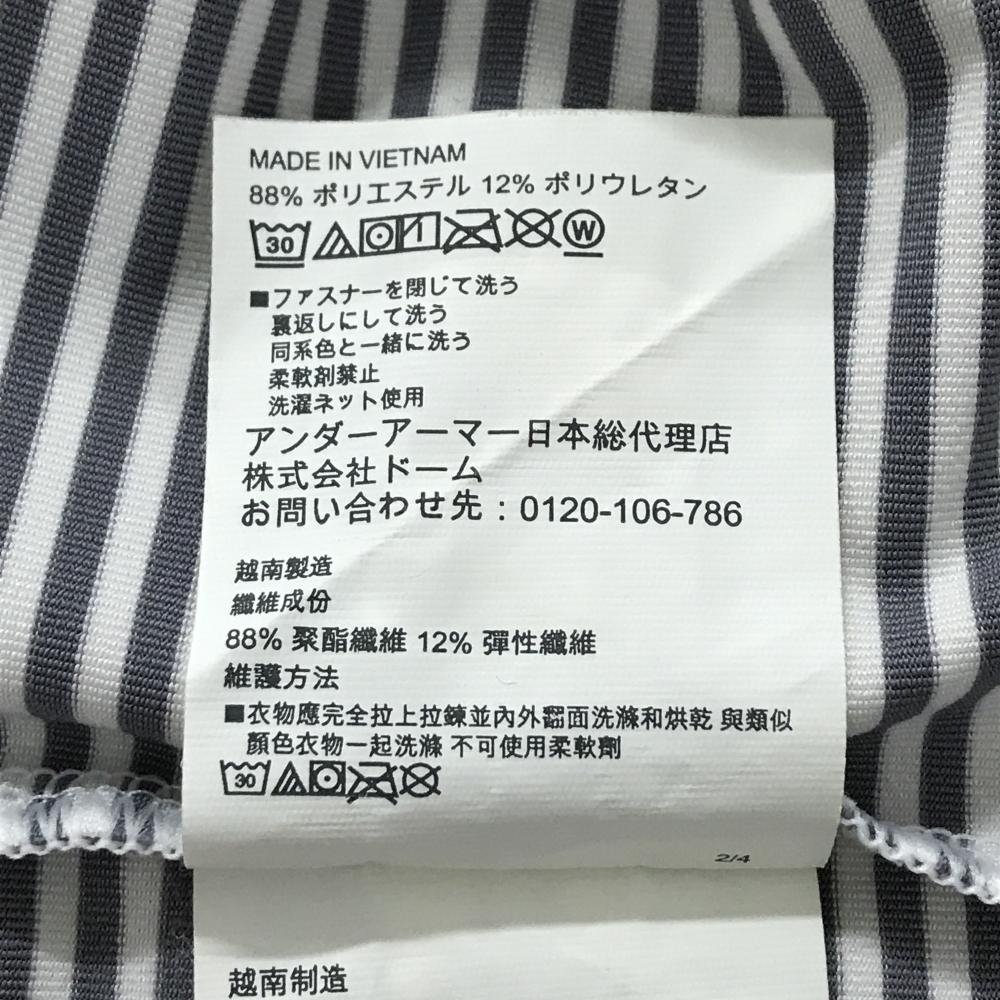 MADE IN VIETNAM
88% ポリエステル 12% ポリウレタン
30 W
■ファスナーを閉じて洗う
裏返しにして洗う
同系色と一緒に洗う
柔軟剤禁止
洗濯ネット使用
アンダーアーマー日本総代理店
株式会社ドーム
お問い合わせ先：0120-106-786
越南製造
纖維成份
88% 聚酯纖維 12% 彈性纖維
維護方法
■衣物應完全拉上拉鍊並內外翻面洗滌和烘乾 與類似
顏色衣物一起洗滌 不可使用柔軟劑
30
2/4
越南制造